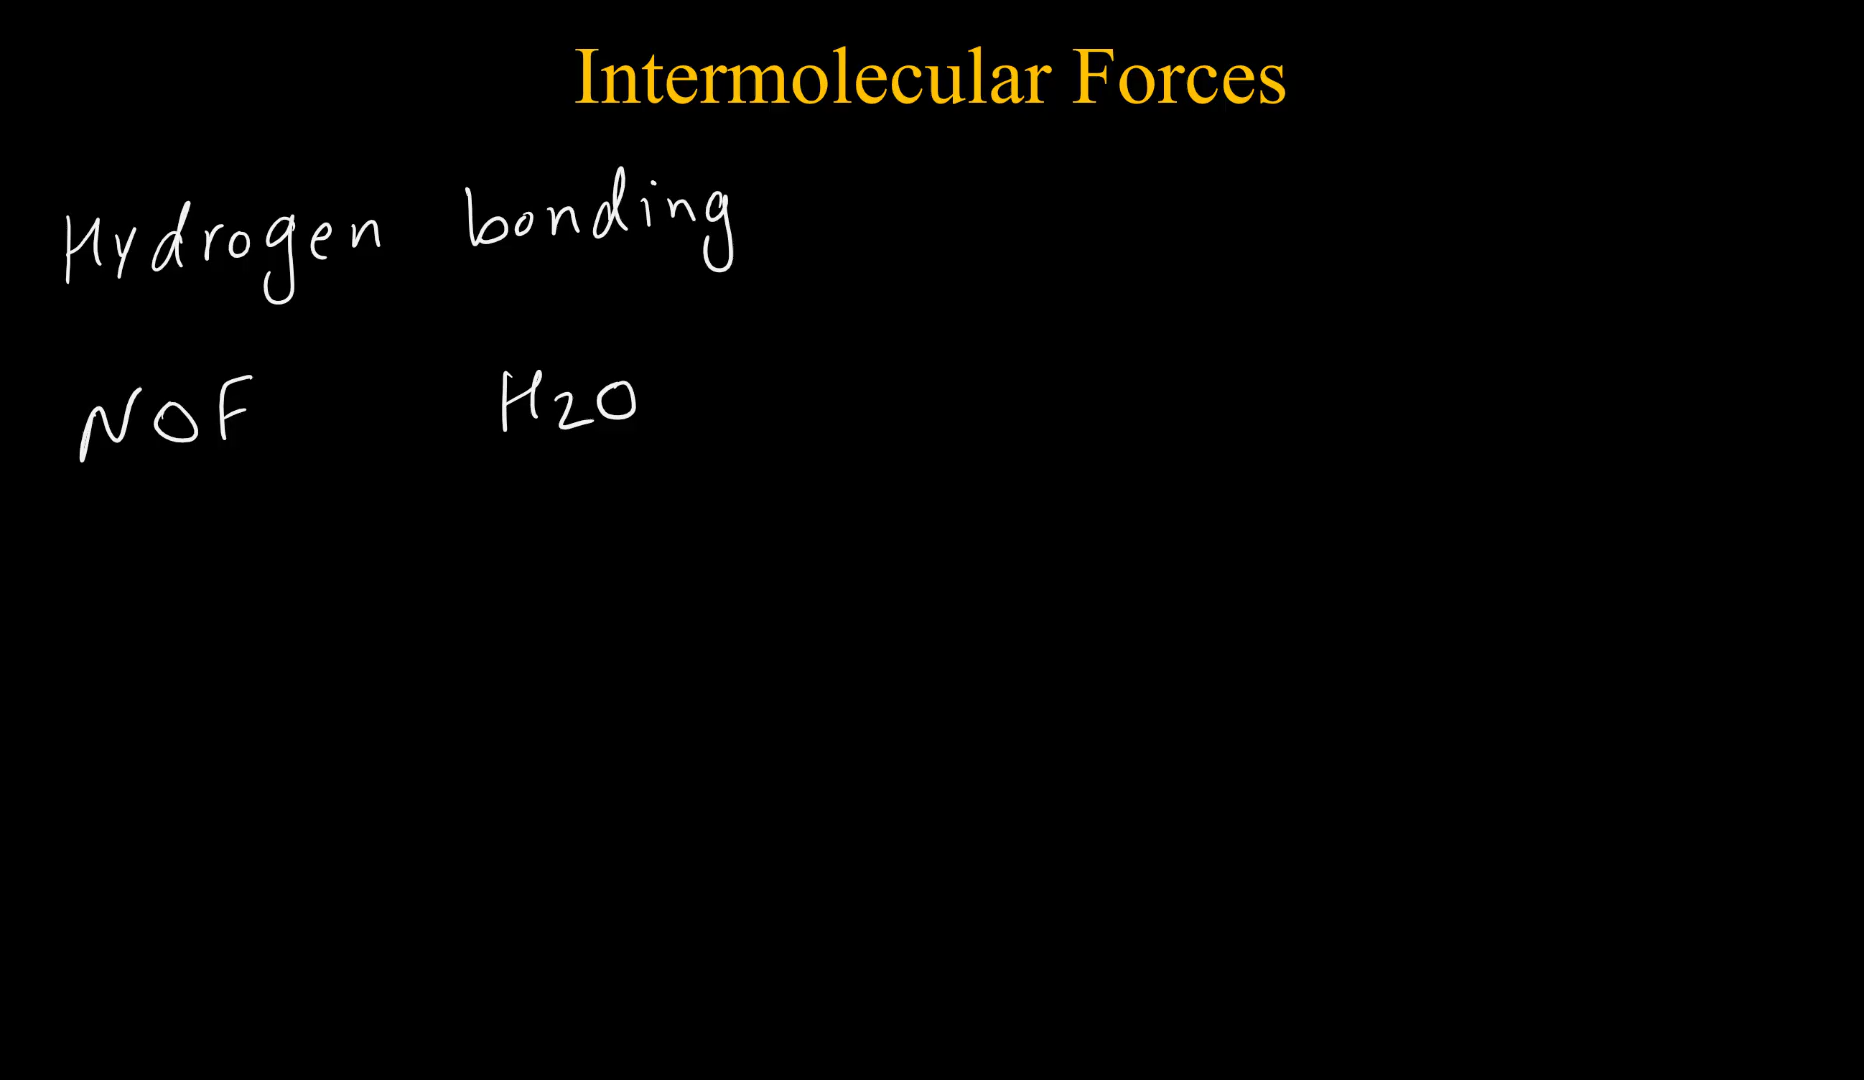 Intermolecular Forces
Hydrogen bonding
NOF H2O